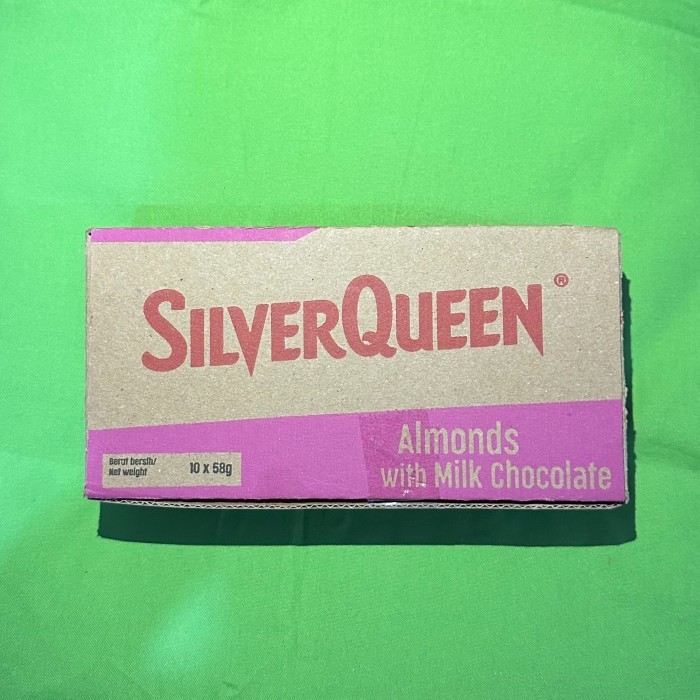 SILVERQUEEN®
Almonds
with Milk Chocolate
Berat bersih/
Net weight
10 x 58g